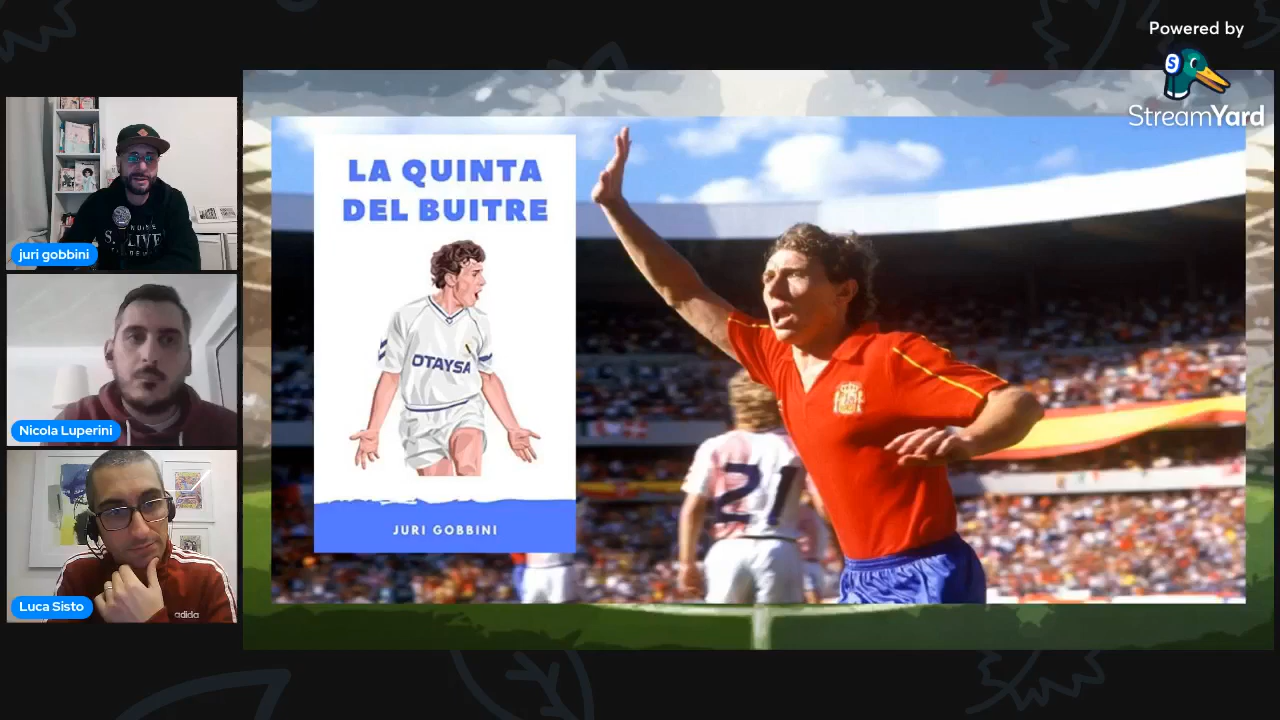 Powered by
StreamYard
LA QUINTA
DEL BUITRE
OTAYSA
JURI GOBBINI
21
juri gobbini
Nicola Luperini
Luca Sisto
adidas